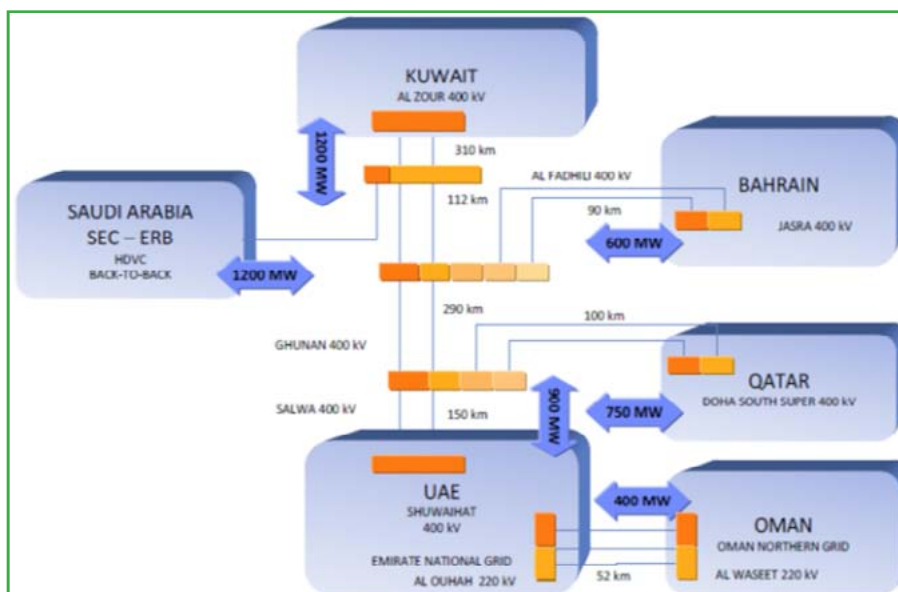 KUWAIT
AL ZOUR 400 kV
1200 MW
310 km
112 km
AL FADHILI 400 kV
90 km
BAHRAIN
JASRA 400 kV
600 MW
SAUDI ARABIA
SEC – ERB
HDVC
BACK-TO-BACK
1200 MW
290 km
100 km
GHUNAN 400 kV
SALWA 400 kV
150 km
900 MW
750 MW
QATAR
DOHA SOUTH SUPER 400 kV
UAE
SHUWAIHAT
400 kV
EMIRATE NATIONAL GRID
AL OUHAH 220 kV
400 MW
52 km
OMAN
OMAN NORTHERN GRID
AL WASEET 220 kV